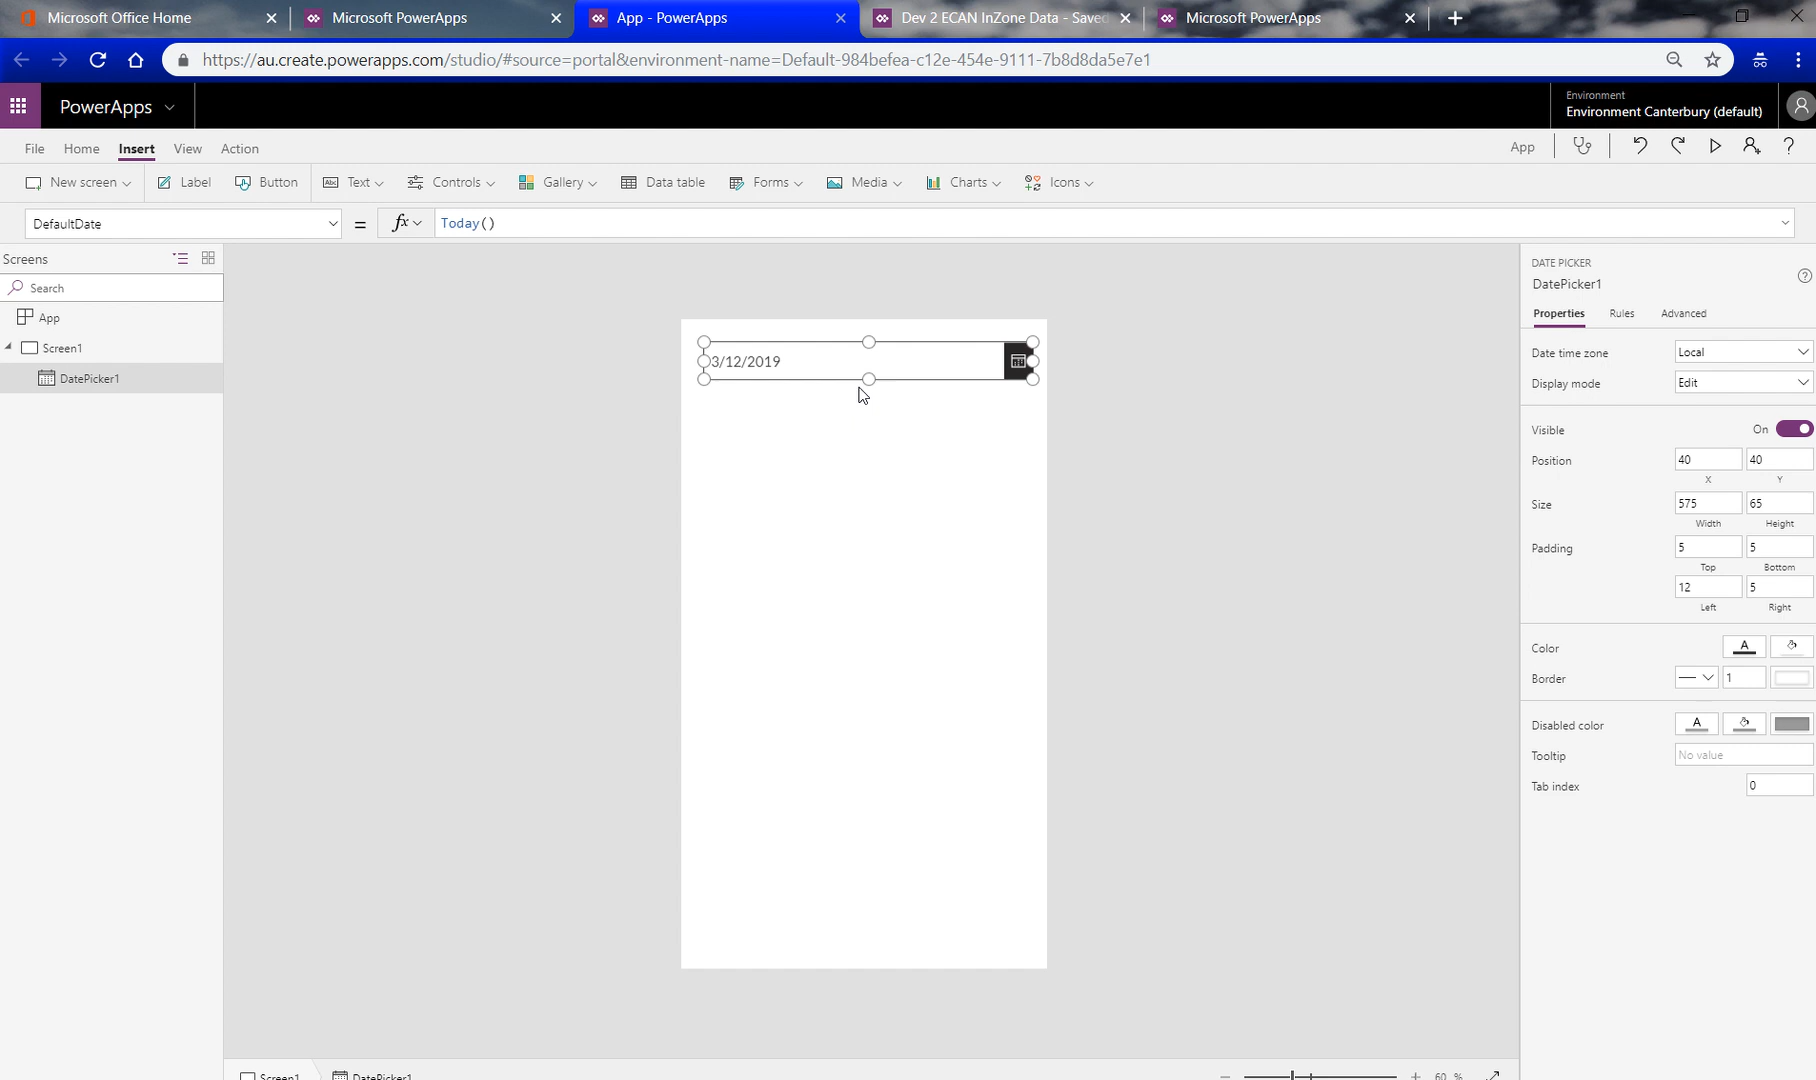 Microsoft Office Home
Microsoft PowerApps
App - PowerApps
Dev 2 ECAN InZone Data - Saved
Microsoft PowerApps
https://au.create.powerapps.com/studio/#source=portal&environment-name=Default-984befea-c12e-454e-9111-7b8d8da5e7e1
PowerApps
Environment
Environment Canterbury (default)
File Home Insert View Action
App
New screen Label Button Text Controls Gallery Data table Forms Media Charts Icons
DefaultDate = fx Today()
Screens
Search
App
Screen1
DatePicker1
3/12/2019
DATE PICKER
DatePicker1
Properties Rules Advanced
Date time zone Local
Display mode Edit
Visible On
Position 40 40
X Y
Size 575 65
Width Height
Padding 5 5
Top Bottom
12 5
Left Right
Color
Border 1
Disabled color
Tooltip No value
Tab index 0
Screen1 DatePicker1 60 %